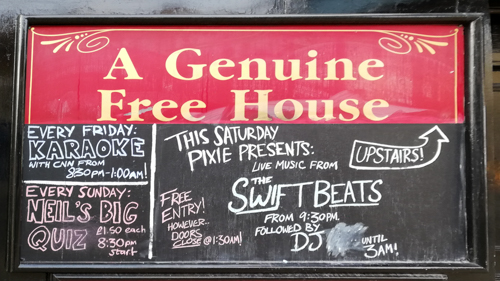 A Genuine
Free House
EVERY FRIDAY:
KARAOKE
WITH CNN FROM
8:30PM-1:00AM!
EVERY SUNDAY:
NEIL'S BIG
QUIZ
£1.50 each
8:30pm
start
THIS SATURDAY
PIXIE PRESENTS:
LIVE MUSIC FROM
UPSTAIRS!
THE
SWIFT BEATS
FROM 9:30PM.
FOLLOWED BY
DJ
UNTIL
3AM!
FREE
ENTRY!
HOWEVER..
DOORS
CLOSE @ 1:30AM!